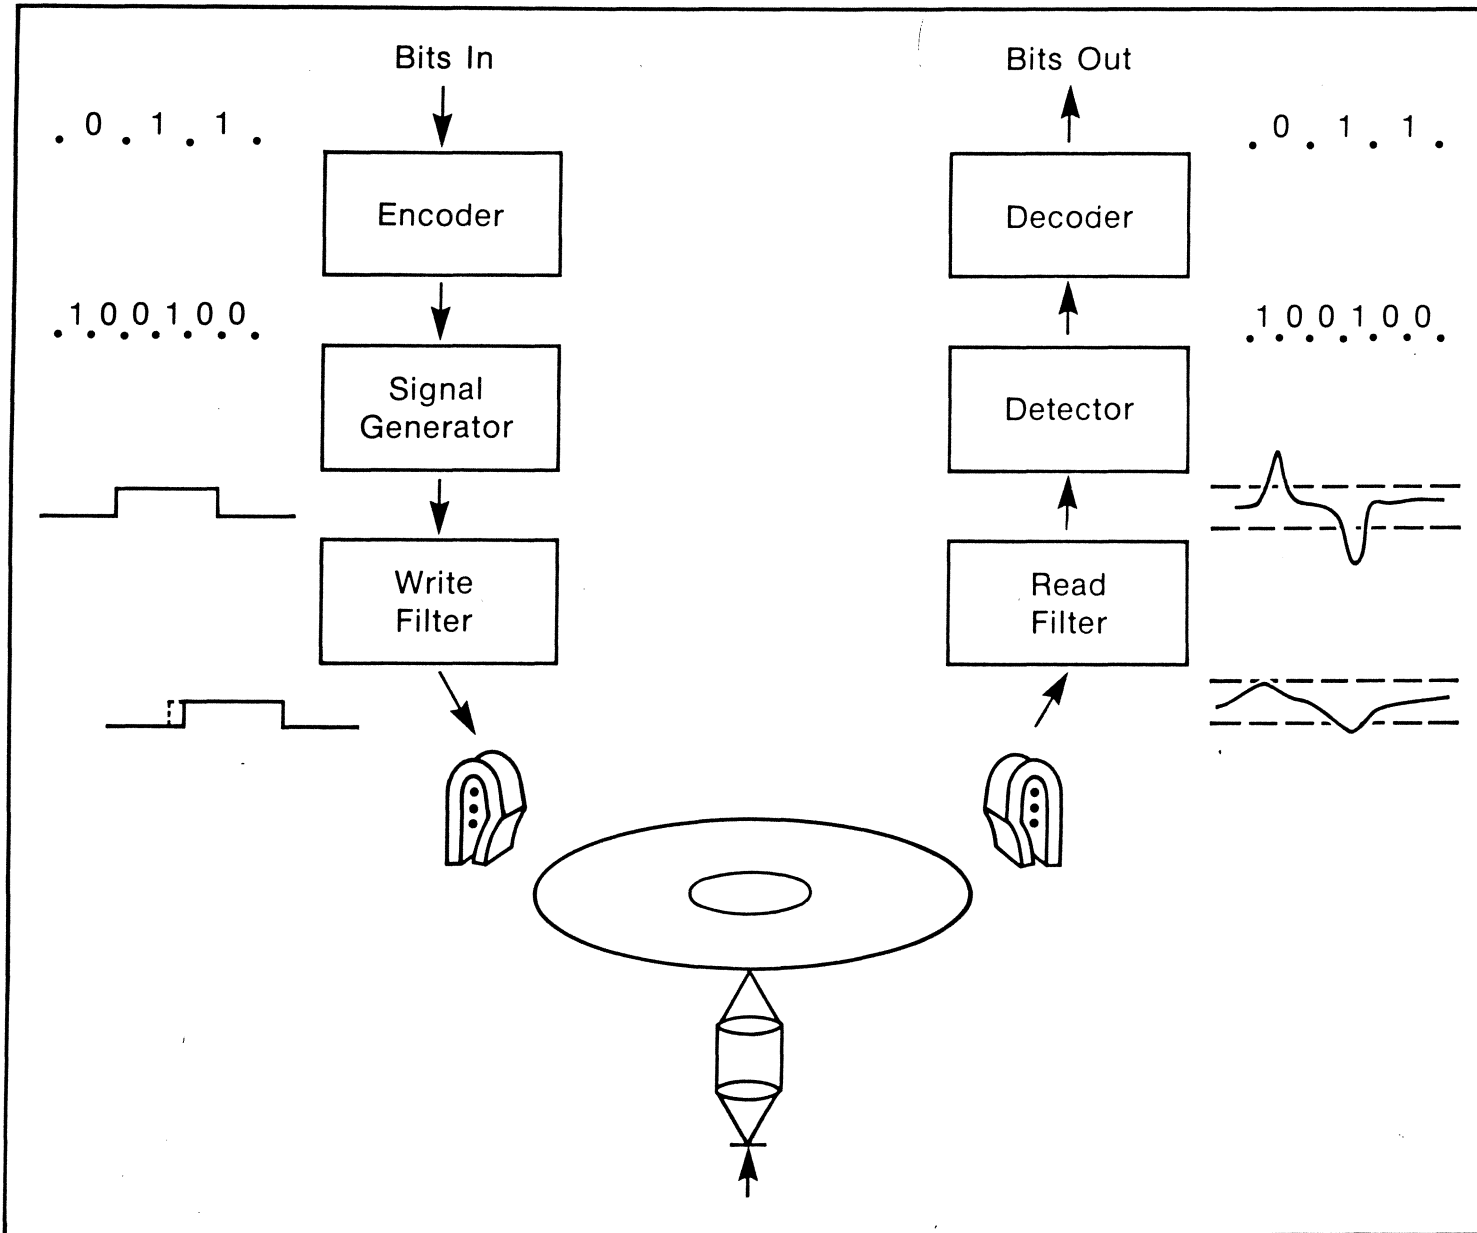 Bits In
. 0 . 1 . 1 .
Encoder
.1.0.0.1.0.0.
Signal
Generator
Write
Filter
Bits Out
. 0 . 1 . 1 .
Decoder
.1.0.0.1.0.0.
Detector
Read
Filter